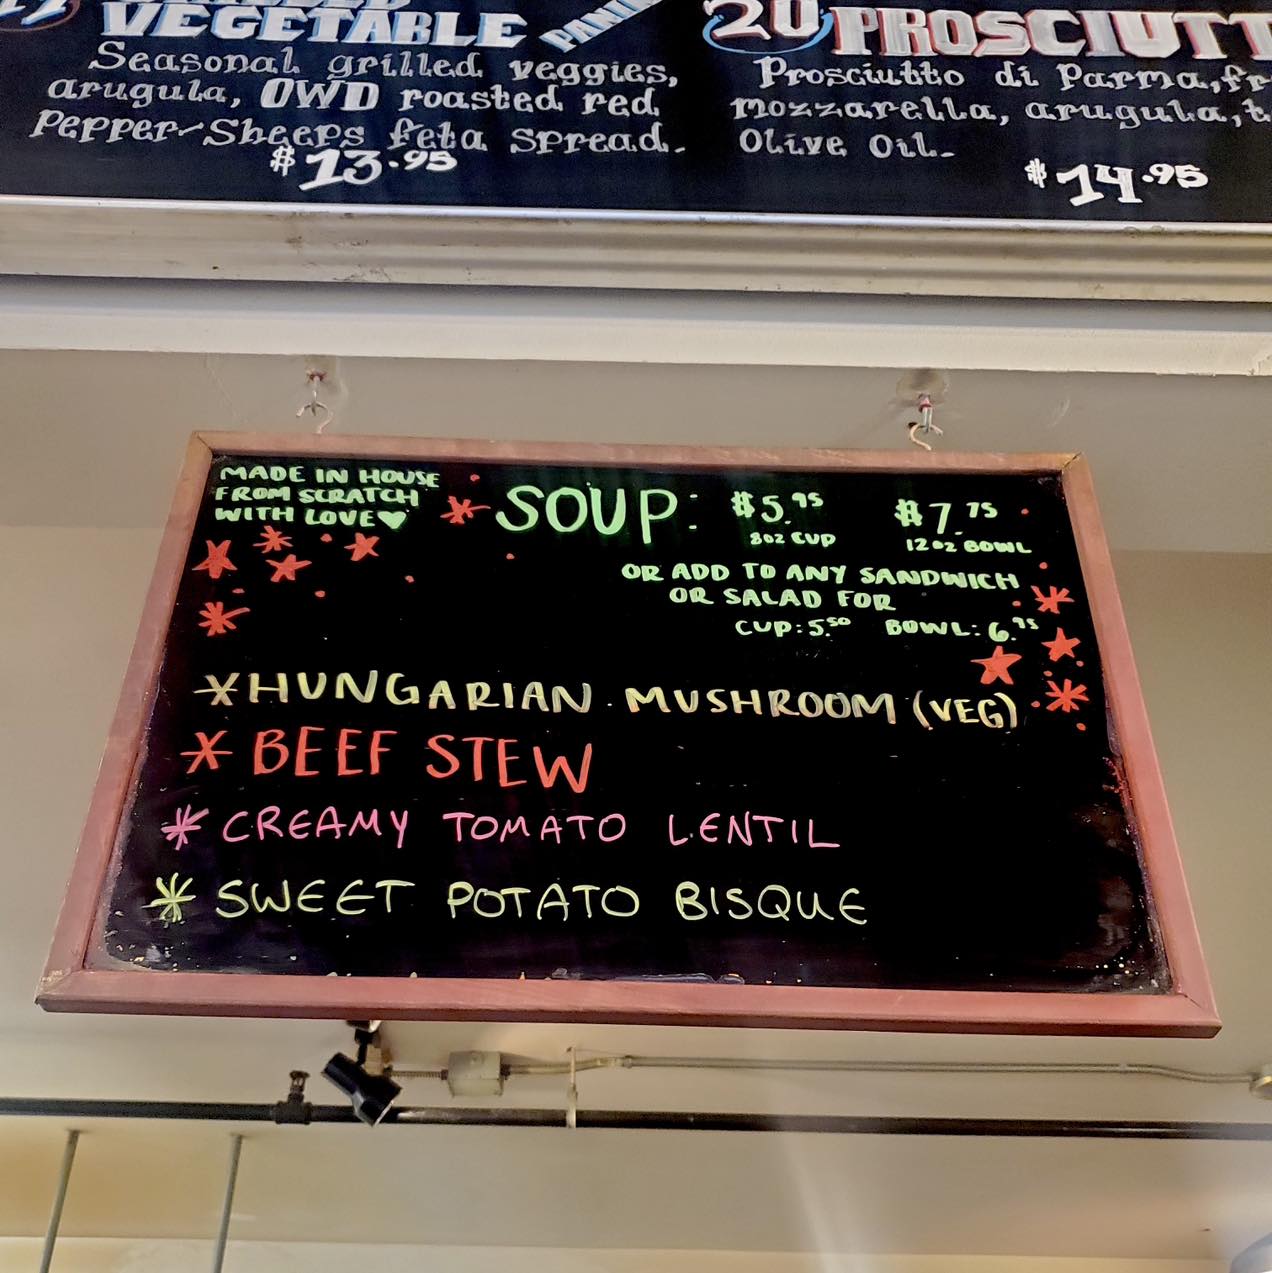 VEGETABLE PANI
Seasonal grilled veggies,
arugula, OWD roasted red
Pepper-Sheeps feta spread.
$13.95
20 PROSCIUTT
Prosciutto di Parma, fr
mozzarella, arugula, t
Olive Oil.
$14.95
MADE IN HOUSE
FROM SCRATCH
WITH LOVE♥
SOUP: $5.95 $7.75
8oz CUP 12oz BOWL
OR ADD TO ANY SANDWICH
OR SALAD FOR
CUP: 5.50 BOWL: 6.95
*HUNGARIAN MUSHROOM (VEG)
*BEEF STEW
*CREAMY TOMATO LENTIL
*SWEET POTATO BISQUE